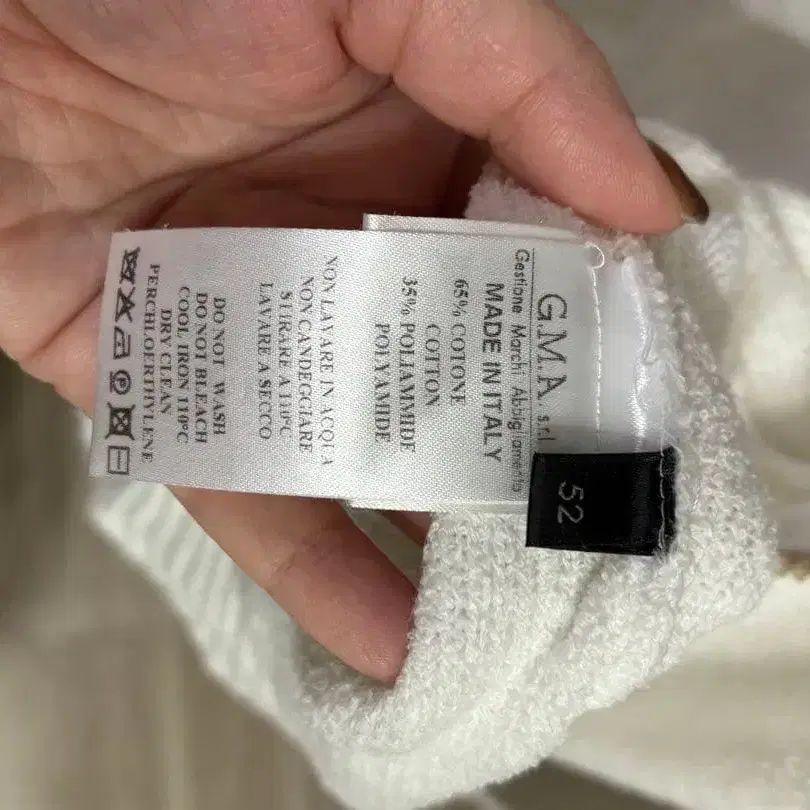 G.M.A. s.r.l
Gestione Marchi Abbigliamento
MADE IN ITALY
65% COTONE
COTTON
35% POLIAMMIDE
POLYAMIDE
NON LAVARE IN ACQUA
NON CANDEGGIARE
STIRARE A 110°C
LAVARE A SECCO
DO NOT WASH
DO NOT BLEACH
COOL IRON 110°C
DRY CLEAN
PERCHLOERTHYLENE
52